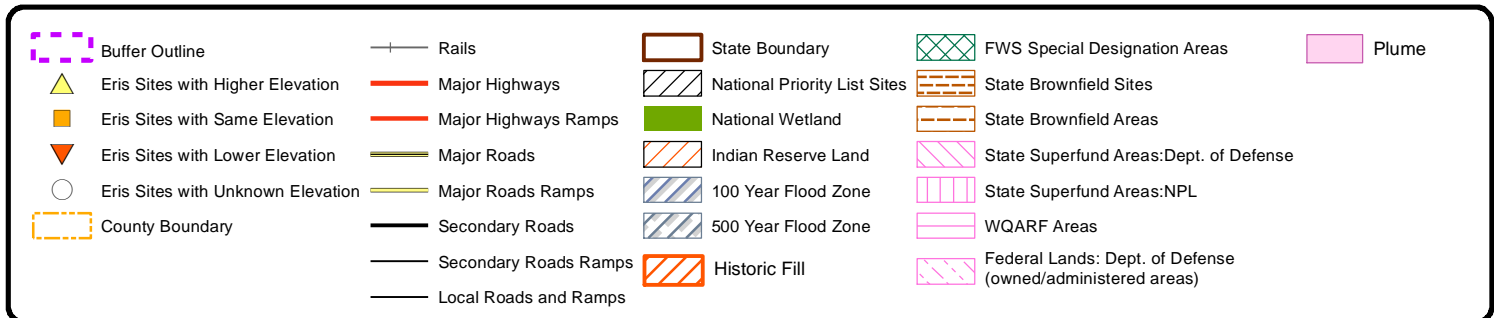 Buffer Outline
Eris Sites with Higher Elevation
Eris Sites with Same Elevation
Eris Sites with Lower Elevation
Eris Sites with Unknown Elevation
County Boundary
Rails
Major Highways
Major Highways Ramps
Major Roads
Major Roads Ramps
Secondary Roads
Secondary Roads Ramps
Local Roads and Ramps
State Boundary
National Priority List Sites
National Wetland
Indian Reserve Land
100 Year Flood Zone
500 Year Flood Zone
Historic Fill
FWS Special Designation Areas
State Brownfield Sites
State Brownfield Areas
State Superfund Areas:Dept. of Defense
State Superfund Areas:NPL
WQARF Areas
Federal Lands: Dept. of Defense
(owned/administered areas)
Plume